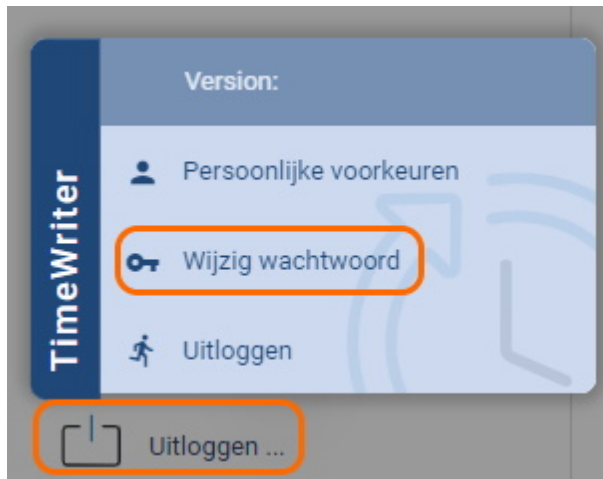 Version:
TimeWriter
Persoonlijke voorkeuren
Wijzig wachtwoord
Uitloggen
Uitloggen ...